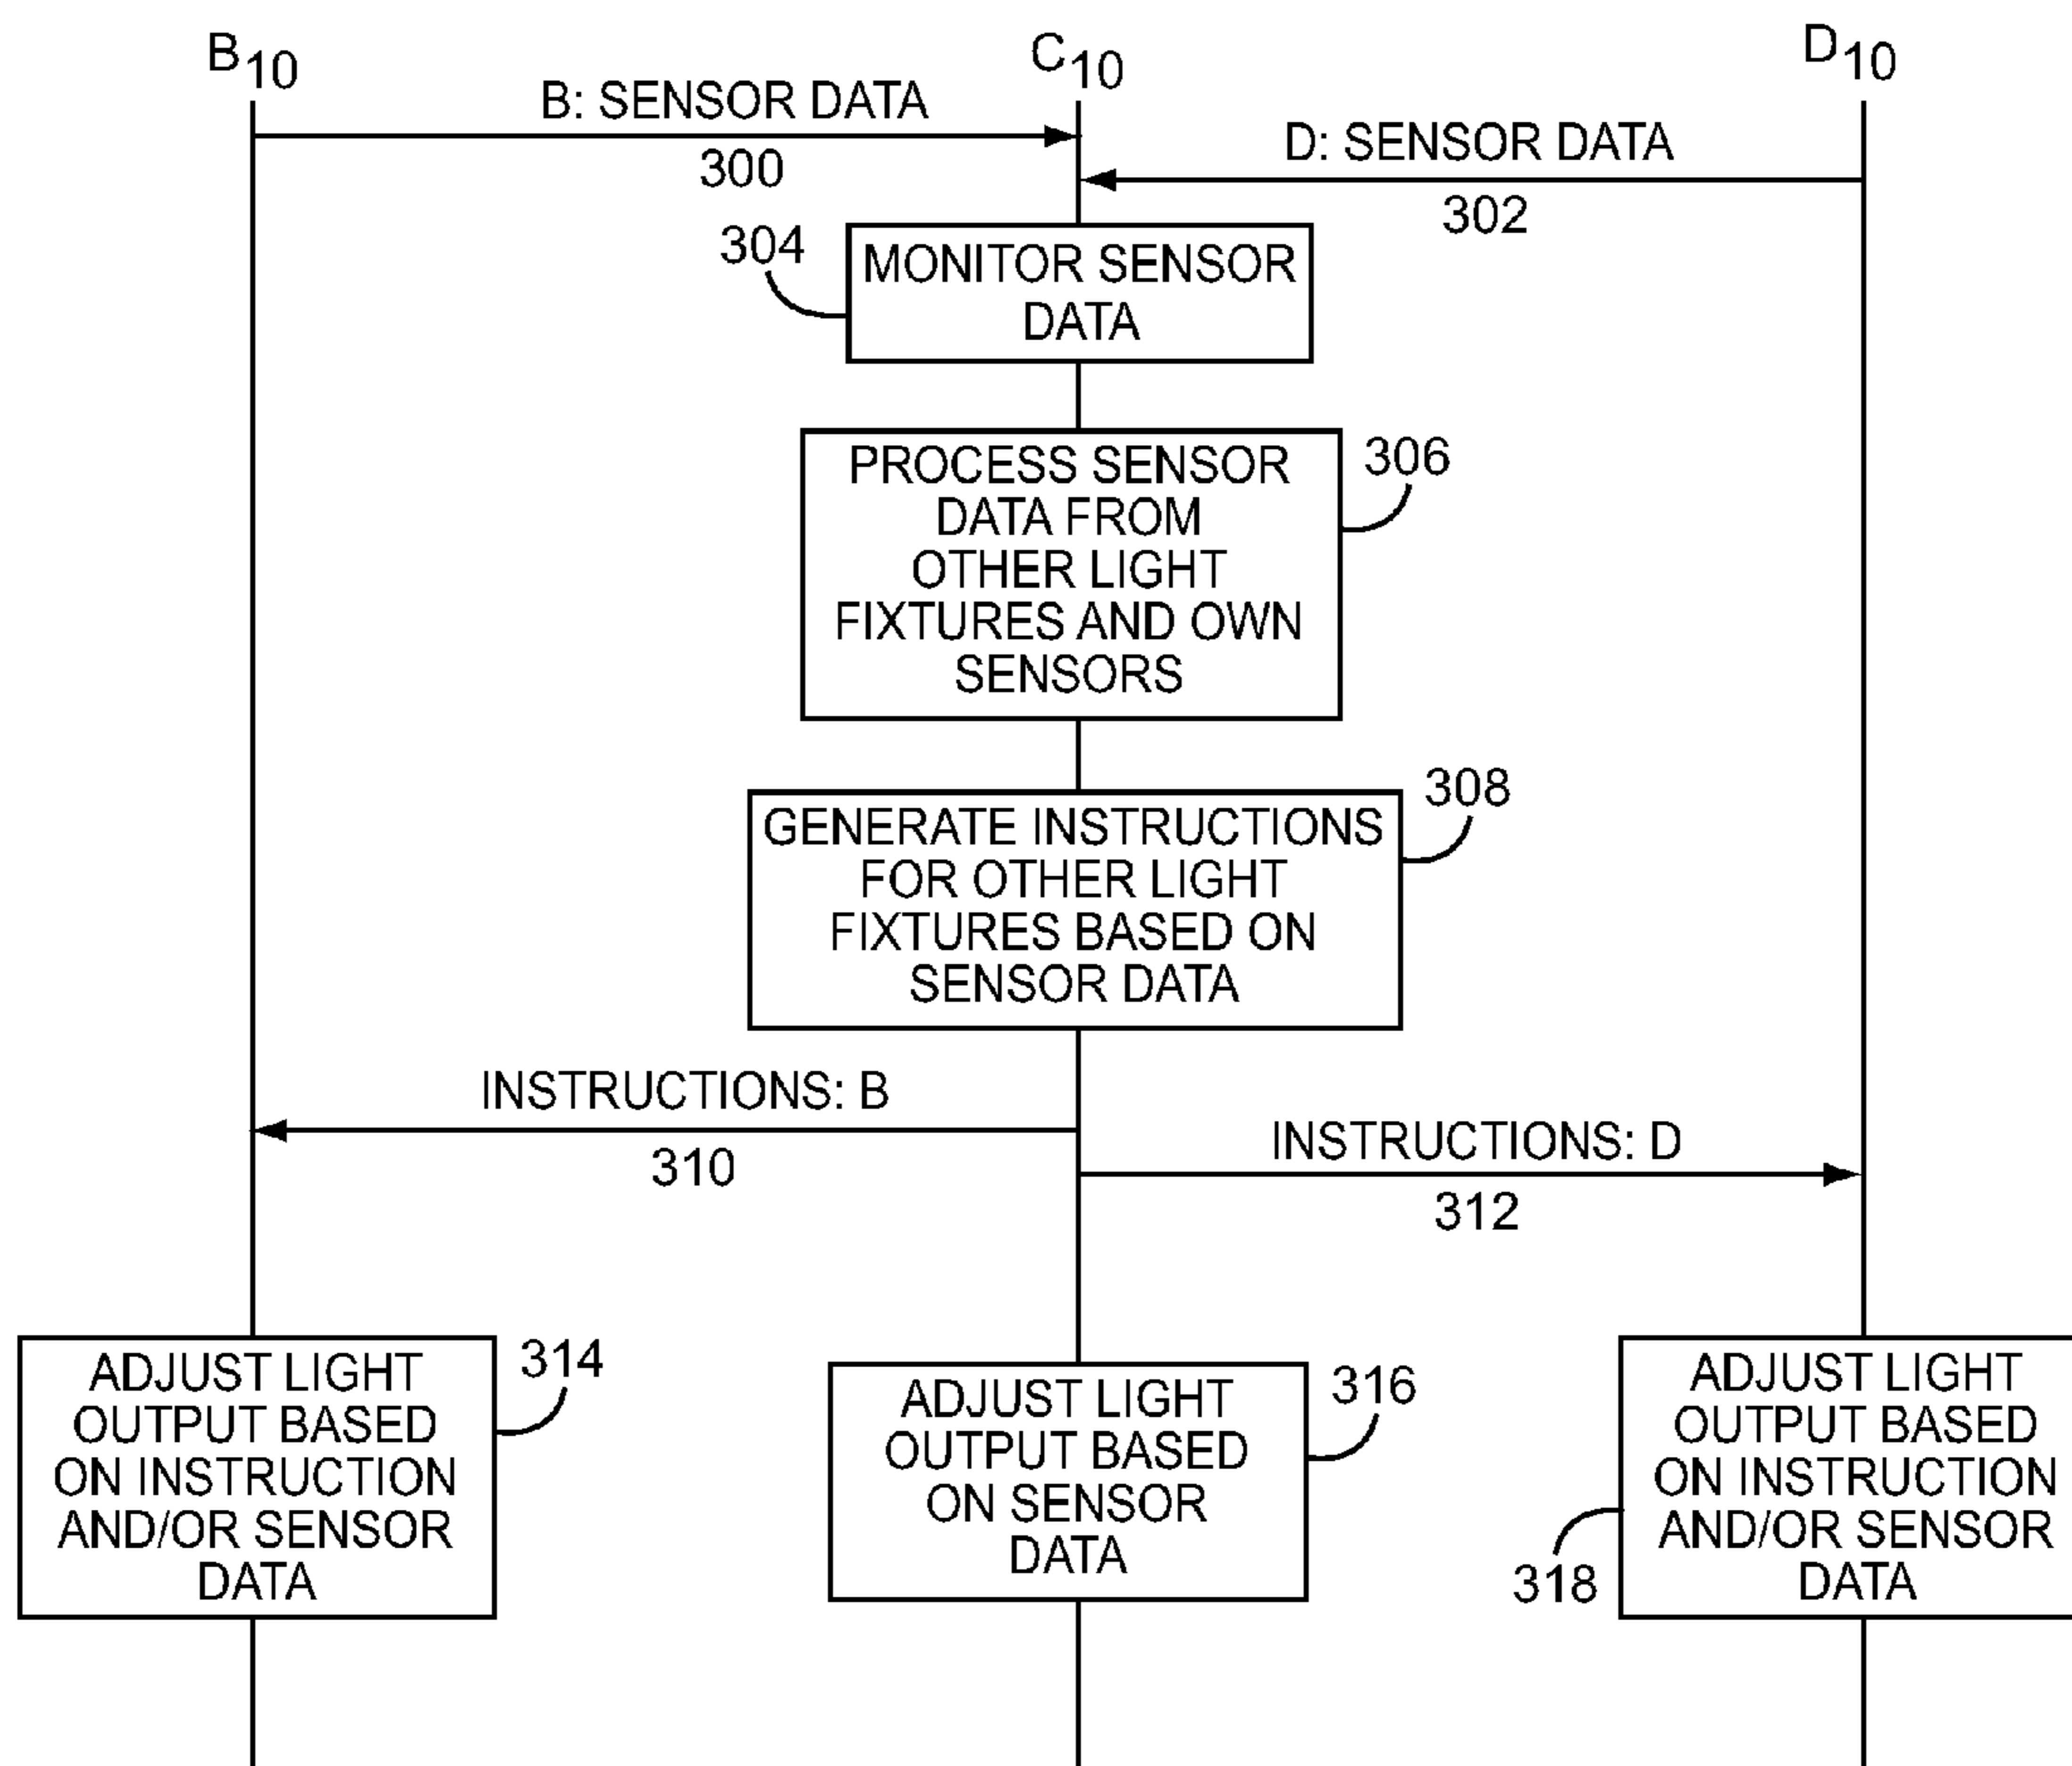 B10
C10
D10
B: SENSOR DATA
300
D: SENSOR DATA
302
304
MONITOR SENSOR
DATA
306
PROCESS SENSOR
DATA FROM
OTHER LIGHT
FIXTURES AND OWN
SENSORS
308
GENERATE INSTRUCTIONS
FOR OTHER LIGHT
FIXTURES BASED ON
SENSOR DATA
INSTRUCTIONS: B
310
INSTRUCTIONS: D
312
ADJUST LIGHT
OUTPUT BASED
ON INSTRUCTION
AND/OR SENSOR
DATA
314
ADJUST LIGHT
OUTPUT BASED
ON SENSOR
DATA
316
ADJUST LIGHT
OUTPUT BASED
ON INSTRUCTION
AND/OR SENSOR
DATA
318